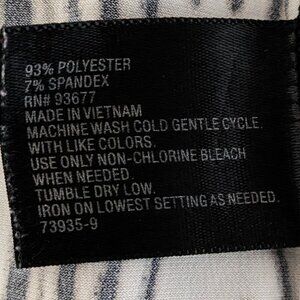 93% POLYESTER
7% SPANDEX
RN# 93677
MADE IN VIETNAM
MACHINE WASH COLD GENTLE CYCLE.
WITH LIKE COLORS.
USE ONLY NON-CHLORINE BLEACH
WHEN NEEDED.
TUMBLE DRY LOW.
IRON ON LOWEST SETTING AS NEEDED.
73935-9